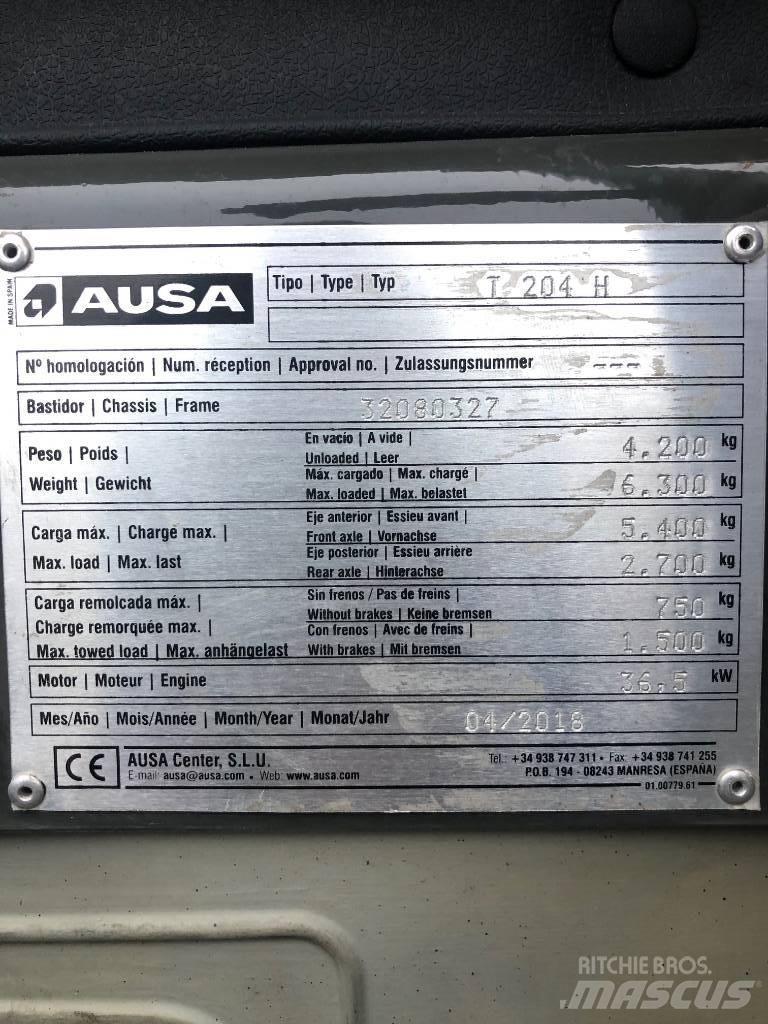 MADE IN SPAIN
AUSA
Tipo | Type | Typ T 204 H
Nº homologación | Num. réception | Approval no. | Zulassungsnummer ---
Bastidor | Chassis | Frame 32080327
Peso | Poids |
Weight | Gewicht
En vacío | A vide |
Unloaded | Leer
4.200 kg
Máx. cargado | Max. chargé |
Max. loaded | Max. belastet
6.300 kg
Carga máx. | Charge max. |
Max. load | Max. last
Eje anterior | Essieu avant |
Front axle | Vornachse
5.400 kg
Eje posterior | Essieu arrière
Rear axle | Hinterachse
2.700 kg
Carga remolcada máx. |
Charge remorquée max. |
Max. towed load | Max. anhängelast
Sin frenos / Pas de freins |
Without brakes | Keine bremsen
750 kg
Con frenos | Avec de freins |
With brakes | Mit bremsen
1.500 kg
Motor | Moteur | Engine 36,5 kW
Mes/Año | Mois/Année | Month/Year | Monat/Jahr 04/2018
CE
AUSA Center, S.L.U.
E-mail: ausa@ausa.com • Web: www.ausa.com
Tel.: +34 938 747 311 • Fax: +34 938 741 255
P.O.B. 194 - 08243 MANRESA (ESPAÑA)
01.00779.61
RITCHIE BROS.
MASCUS